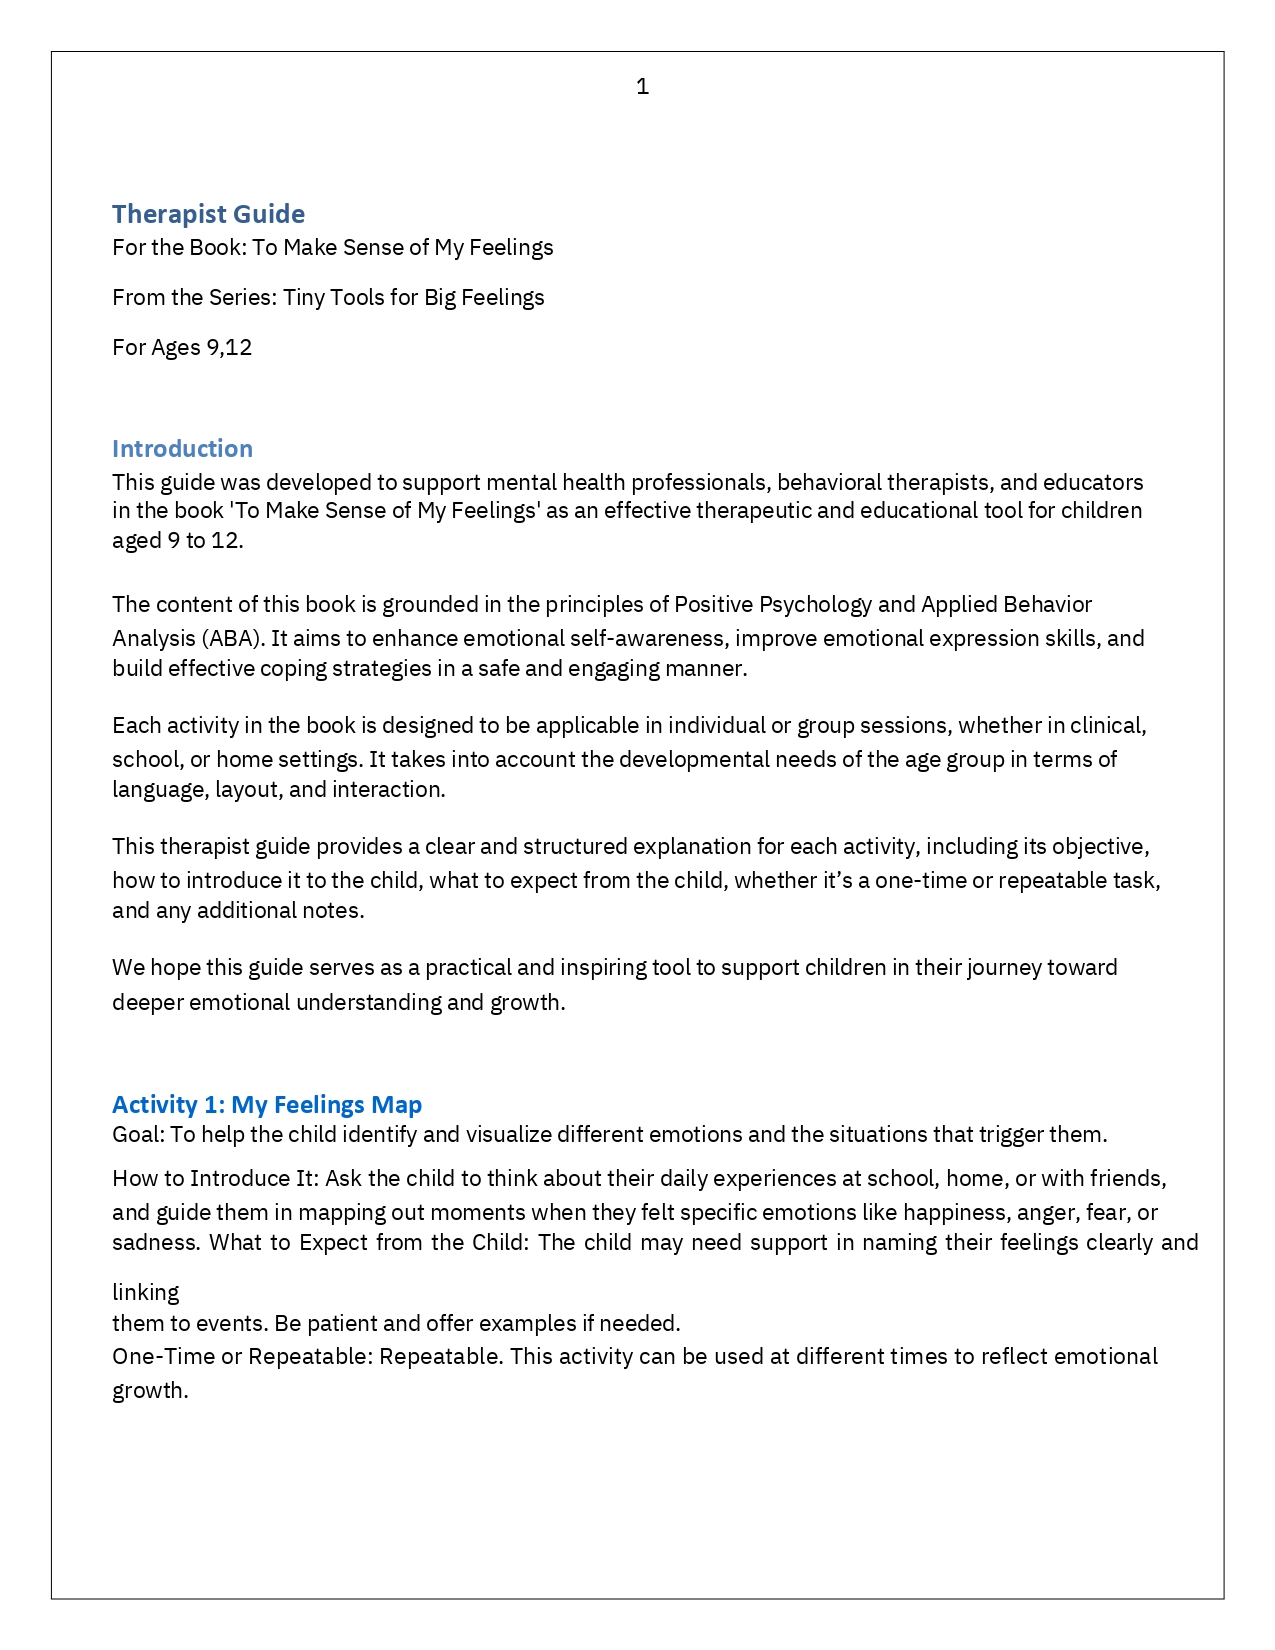 1
Therapist Guide
For the Book: To Make Sense of My Feelings
From the Series: Tiny Tools for Big Feelings
For Ages 9,12
Introduction
This guide was developed to support mental health professionals, behavioral therapists, and educators
in the book 'To Make Sense of My Feelings' as an effective therapeutic and educational tool for children
aged 9 to 12.
The content of this book is grounded in the principles of Positive Psychology and Applied Behavior
Analysis (ABA). It aims to enhance emotional self-awareness, improve emotional expression skills, and
build effective coping strategies in a safe and engaging manner.
Each activity in the book is designed to be applicable in individual or group sessions, whether in clinical,
school, or home settings. It takes into account the developmental needs of the age group in terms of
language, layout, and interaction.
This therapist guide provides a clear and structured explanation for each activity, including its objective,
how to introduce it to the child, what to expect from the child, whether it’s a one-time or repeatable task,
and any additional notes.
We hope this guide serves as a practical and inspiring tool to support children in their journey toward
deeper emotional understanding and growth.
Activity 1: My Feelings Map
Goal: To help the child identify and visualize different emotions and the situations that trigger them.
How to Introduce It: Ask the child to think about their daily experiences at school, home, or with friends,
and guide them in mapping out moments when they felt specific emotions like happiness, anger, fear, or
sadness. What to Expect from the Child: The child may need support in naming their feelings clearly and
linking
them to events. Be patient and offer examples if needed.
One-Time or Repeatable: Repeatable. This activity can be used at different times to reflect emotional
growth.